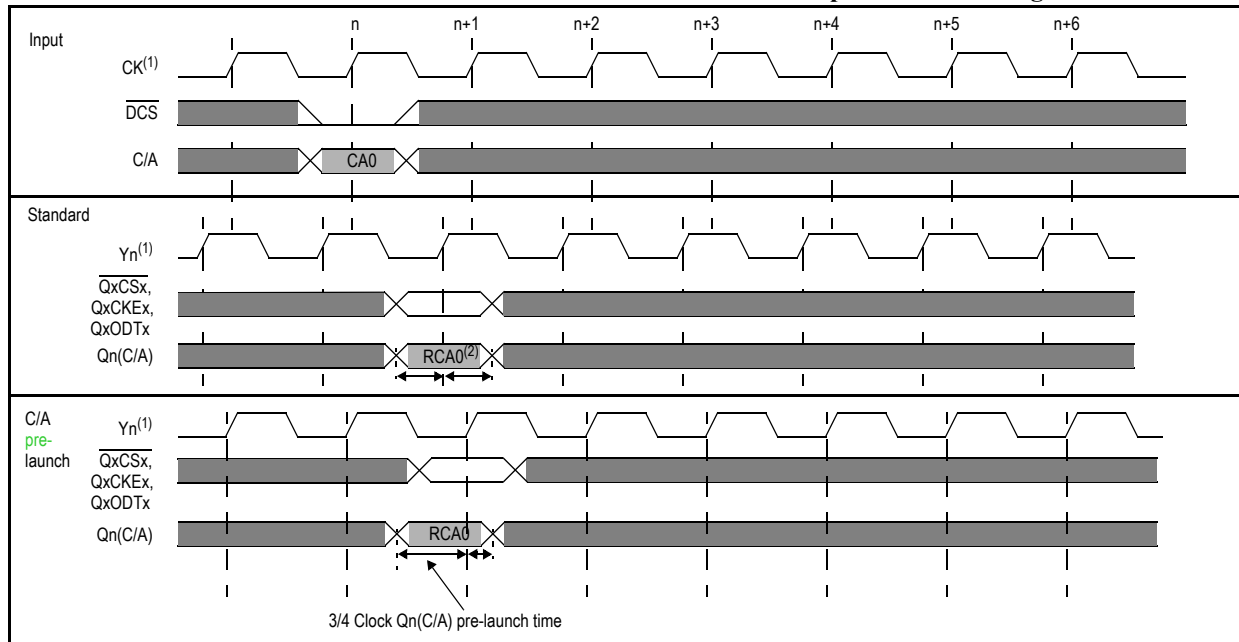 n n+1 n+2 n+3 n+4 n+5 n+6
Input
CK(1)
DCS
C/A
CA0
Standard
Yn(1)
QxCSx,
QxCKEx,
QxODTx
Qn(C/A)
RCA0(2)
C/A
pre-
launch
Yn(1)
QxCSx,
QxCKEx,
QxODTx
Qn(C/A)
RCA0
3/4 Clock Qn(C/A) pre-launch time